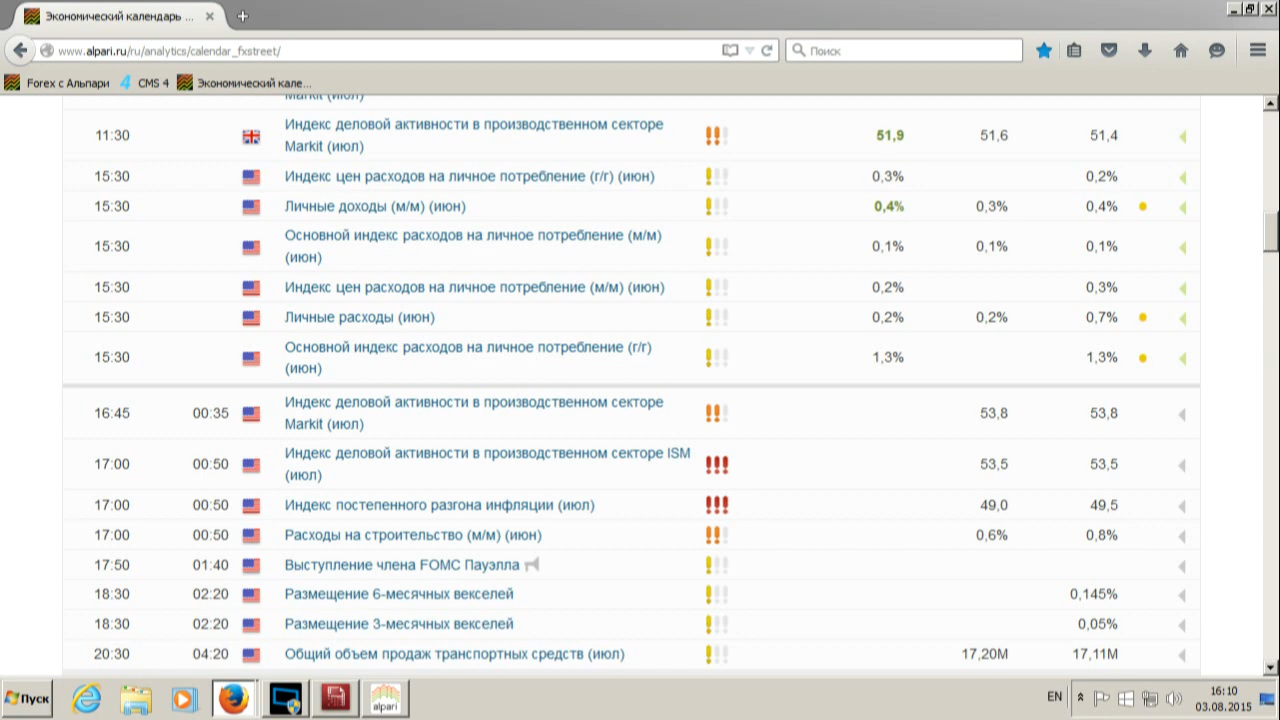 Экономический календарь ...
www.alpari.ru/ru/analytics/calendar_fxstreet/
Поиск
Forex с Альпари CMS 4 Экономический кале...
Markit (июл)
11:30 Индекс деловой активности в производственном секторе Markit (июл) 51,9 51,6 51,4
15:30 Индекс цен расходов на личное потребление (г/г) (июн) 0,3% 0,2%
15:30 Личные доходы (м/м) (июн) 0,4% 0,3% 0,4%
15:30 Основной индекс расходов на личное потребление (м/м) (июн) 0,1% 0,1% 0,1%
15:30 Индекс цен расходов на личное потребление (м/м) (июн) 0,2% 0,3%
15:30 Личные расходы (июн) 0,2% 0,2% 0,7%
15:30 Основной индекс расходов на личное потребление (г/г) (июн) 1,3% 1,3%
16:45 00:35 Индекс деловой активности в производственном секторе Markit (июл) 53,8 53,8
17:00 00:50 Индекс деловой активности в производственном секторе ISM (июл) 53,5 53,5
17:00 00:50 Индекс постепенного разгона инфляции (июл) 49,0 49,5
17:00 00:50 Расходы на строительство (м/м) (июн) 0,6% 0,8%
17:50 01:40 Выступление члена FOMC Пауэлла
18:30 02:20 Размещение 6-месячных векселей 0,145%
18:30 02:20 Размещение 3-месячных векселей 0,05%
20:30 04:20 Общий объем продаж транспортных средств (июл) 17,20M 17,11M
Пуск alpari EN 16:10
03.08.2015